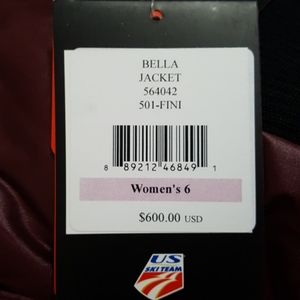 BELLA
JACKET
564042
501-FINI
8 89212 46849 1
Women's 6
$600.00 USD
US
SKI TEAM